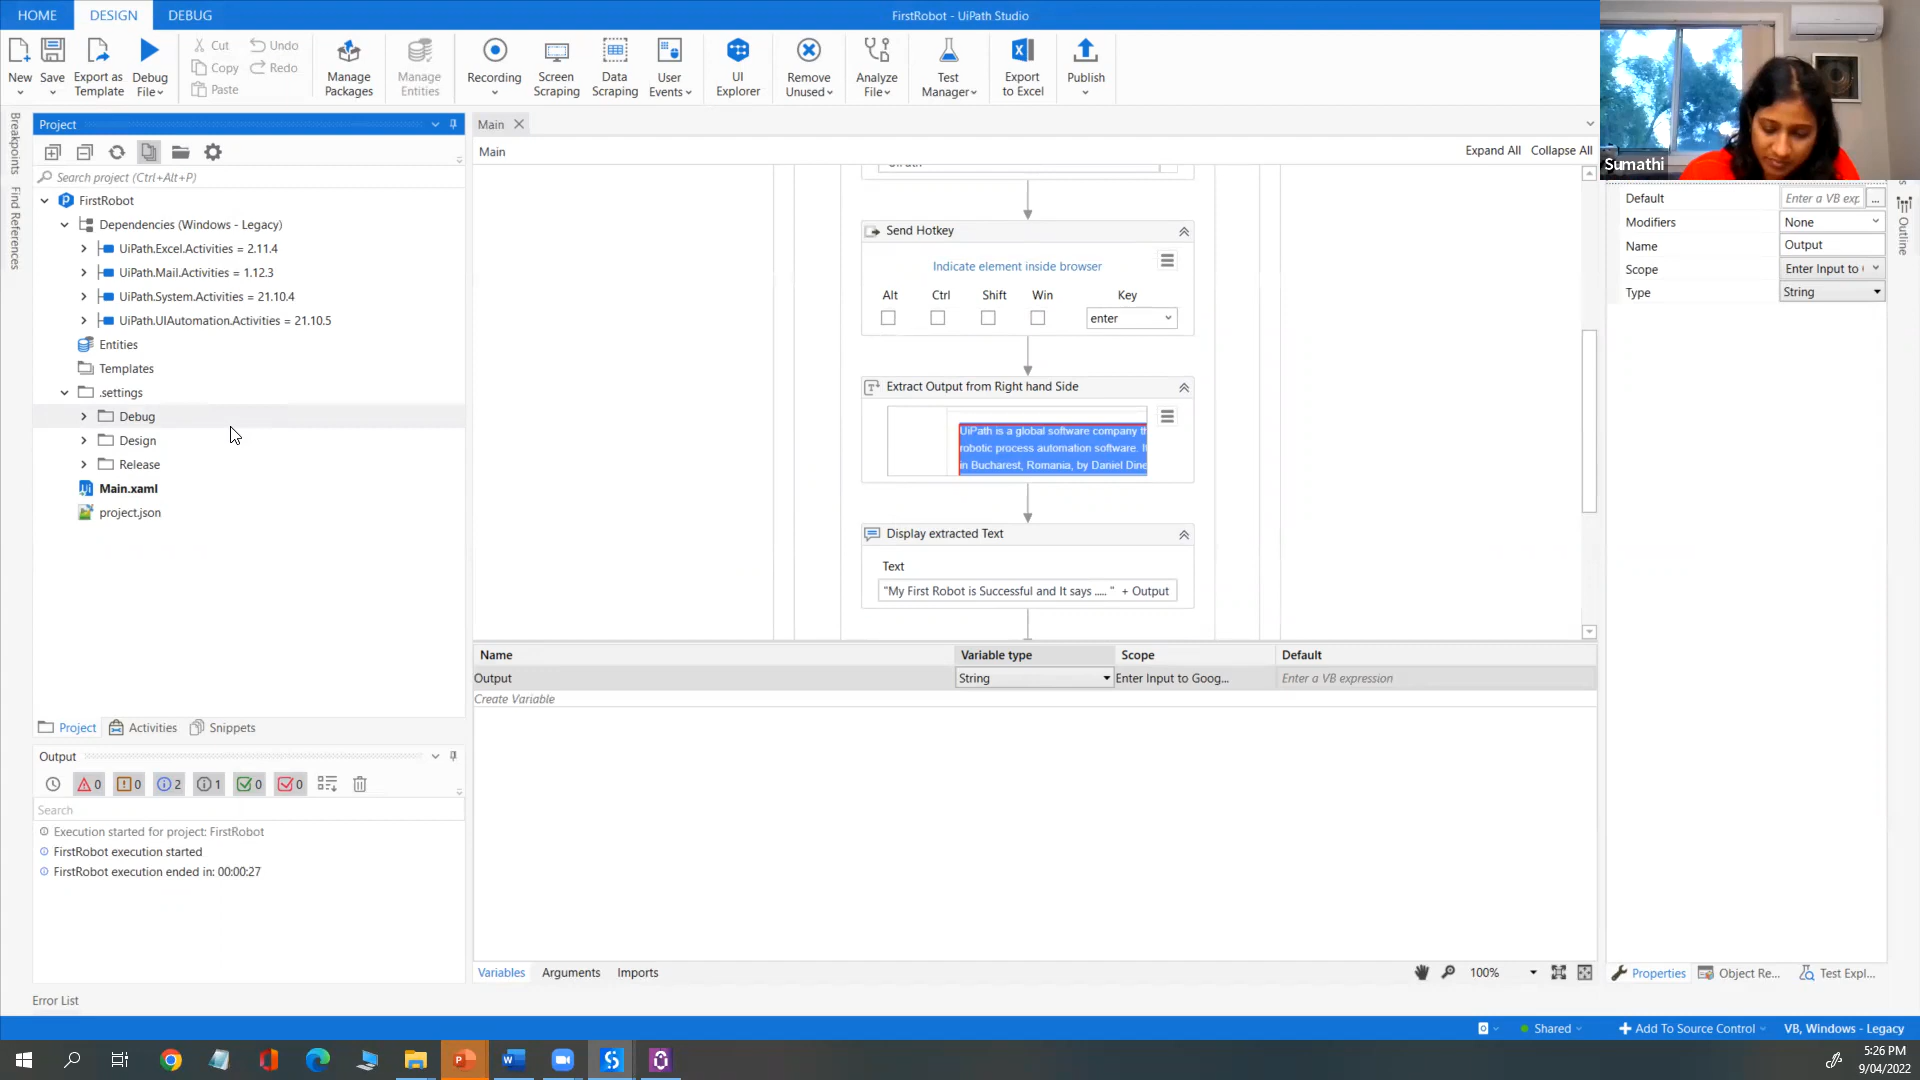 HOME
DESIGN
DEBUG
FirstRobot - UiPath Studio
New
Save
Export as Template
Debug File
Cut
Copy
Paste
Undo
Redo
Manage Packages
Manage Entities
Recording
Screen Scraping
Data Scraping
User Events
UI Explorer
Remove Unused
Analyze File
Test Manager
Export to Excel
Publish
Sumathi
Breakpoints
Find References
Project
Search project (Ctrl+Alt+P)
FirstRobot
Dependencies (Windows - Legacy)
UiPath.Excel.Activities = 2.11.4
UiPath.Mail.Activities = 1.12.3
UiPath.System.Activities = 21.10.4
UiPath.UIAutomation.Activities = 21.10.5
Entities
Templates
.settings
Debug
Design
Release
Main.xaml
project.json
Project
Activities
Snippets
Output
0
0
2
1
0
0
Search
Execution started for project: FirstRobot
FirstRobot execution started
FirstRobot execution ended in: 00:00:27
Error List
Main
Main
Expand All
Collapse All
Send Hotkey
Indicate element inside browser
Alt Ctrl Shift Win Key
enter
Extract Output from Right hand Side
UiPath is a global software company th
robotic process automation software. I
in Bucharest, Romania, by Daniel Dine
Display extracted Text
Text
"My First Robot is Successful and It says ..... " + Output
Name Variable type Scope Default
Output String Enter Input to Goog... Enter a VB expression
Create Variable
Variables
Arguments
Imports
100%
Default Enter a VB exp ...
Modifiers None
Name Output
Scope Enter Input to
Type String
Outline
Properties
Object Re...
Test Expl...
Shared
Add To Source Control
VB, Windows - Legacy
5:26 PM
9/04/2022